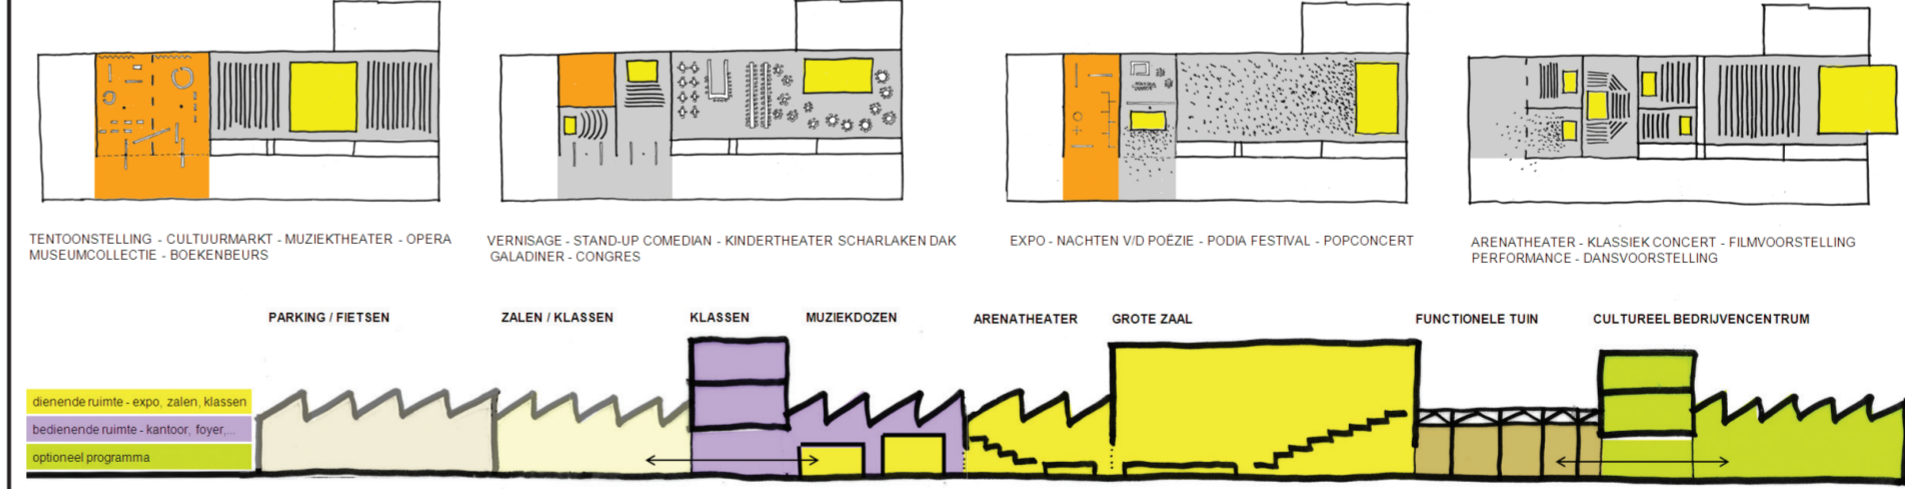 TENTOONSTELLING - CULTUURMARKT - MUZIEKTHEATER - OPERA
MUSEUMCOLLECTIE - BOEKENBEURS
VERNISAGE - STAND-UP COMEDIAN - KINDERTHEATER SCHARLAKEN DAK
GALADINER - CONGRES
EXPO - NACHTEN V/D POËZIE - PODIA FESTIVAL - POPCONCERT
ARENATHEATER - KLASSIEK CONCERT - FILMVOORSTELLING
PERFORMANCE - DANSVOORSTELLING
PARKING / FIETSEN
ZALEN / KLASSEN
KLASSEN
MUZIEKDOZEN
ARENATHEATER
GROTE ZAAL
FUNCTIONELE TUIN
CULTUREEL BEDRIJVENCENTRUM
dienende ruimte - expo, zalen, klassen
bedienende ruimte - kantoor, foyer,...
optioneel programma